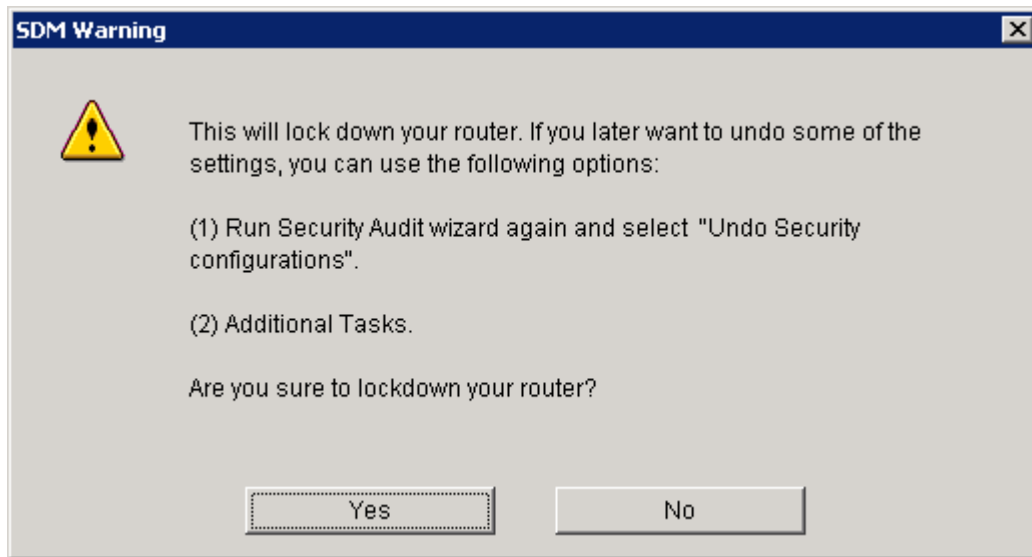 SDM Warning
This will lock down your router. If you later want to undo some of the
settings, you can use the following options:
(1) Run Security Audit wizard again and select "Undo Security
configurations".
(2) Additional Tasks.
Are you sure to lockdown your router?
Yes
No